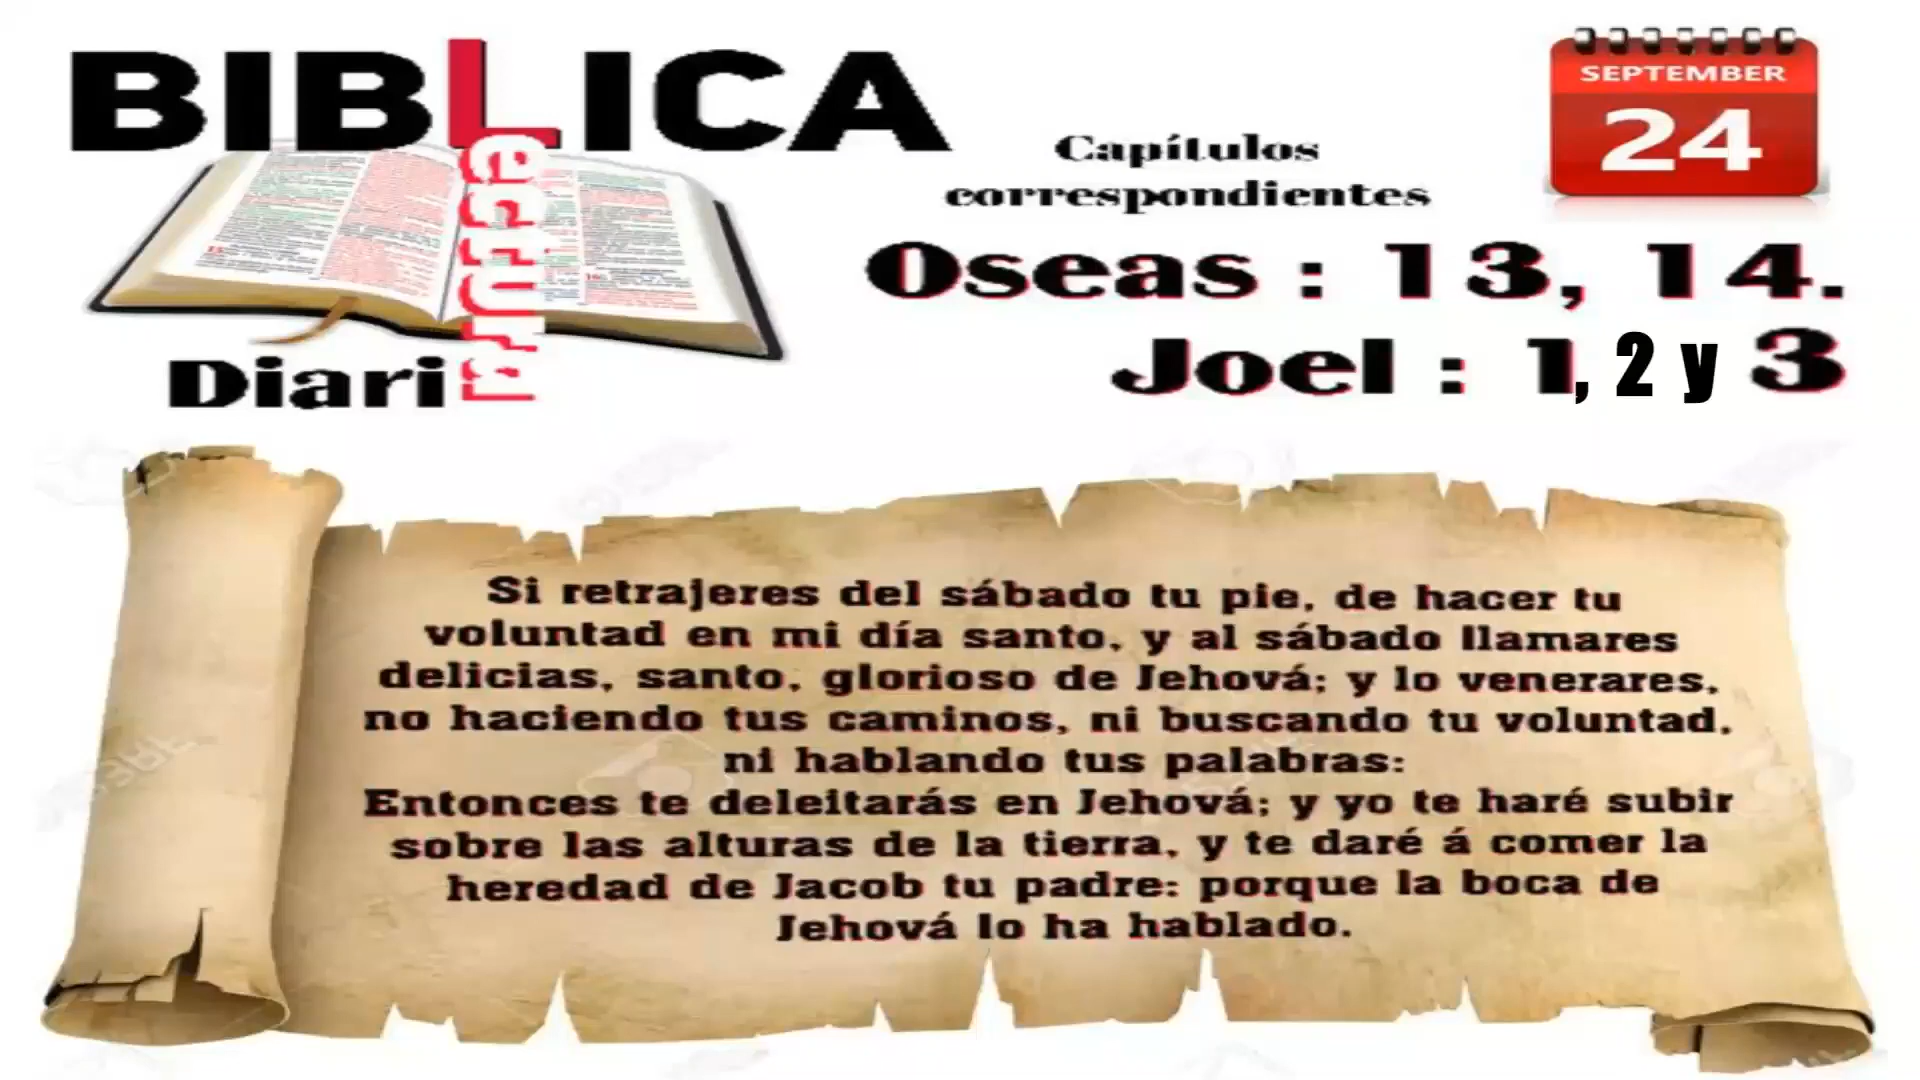 BIBLICA
Lectura
Diari
Capítulos
correspondientes
SEPTEMBER
24
Oseas : 13, 14.
Joel : 1, 2 y 3
Si retrajeres del sábado tu pie, de hacer tu
voluntad en mi día santo, y al sábado llamares
delicias, santo, glorioso de Jehová; y lo venerares,
no haciendo tus caminos, ni buscando tu voluntad,
ni hablando tus palabras:
Entonces te deleitarás en Jehová; y yo te haré subir
sobre las alturas de la tierra, y te daré á comer la
heredad de Jacob tu padre: porque la boca de
Jehová lo ha hablado.